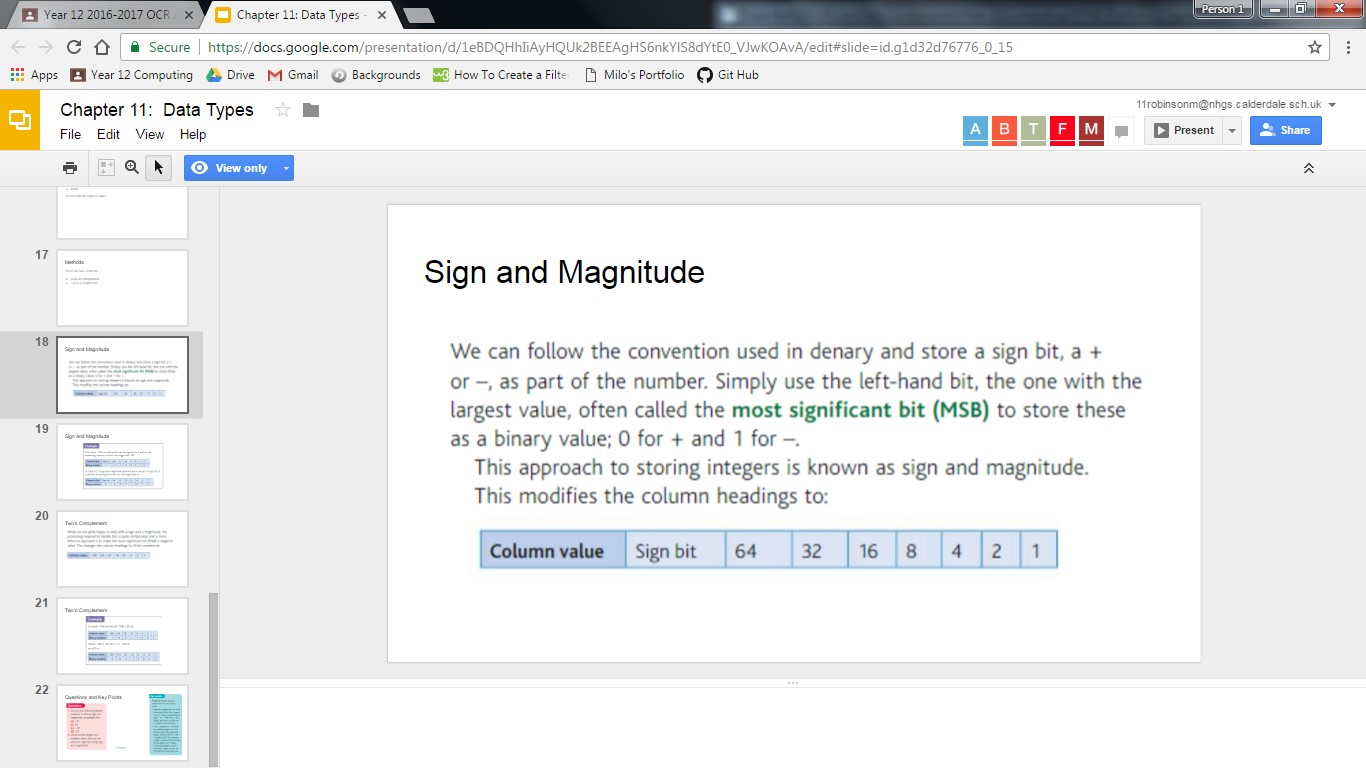 Year 12 2016-2017 OCR
Chapter 11: Data Types -
Person 1
Secure
https://docs.google.com/presentation/d/1eBDQHhIiAyHQUk2BEEAgHS6nkYlS8dYtE0_VJwKOAvA/edit#slide=id.g1d32d76776_0_15
Apps Year 12 Computing Drive Gmail Backgrounds How To Create a Filte Milo's Portfolio Git Hub
Chapter 11: Data Types
11robinsonm@nhgs.calderdale.sch.uk
File Edit View Help
A B T F M
Present
Share
View only
17
Methods
18
Sign and Magnitude
19
Sign and Magnitude
Example
20
Two's Complement
21
Two's Complement
Example
22
Questions and Key Points
Questions
Sign and Magnitude
We can follow the convention used in denary and store a sign bit, a +
or –, as part of the number. Simply use the left-hand bit, the one with the
largest value, often called the most significant bit (MSB) to store these
as a binary value; 0 for + and 1 for –.
This approach to storing integers is known as sign and magnitude.
This modifies the column headings to:
Column value Sign bit 64 32 16 8 4 2 1